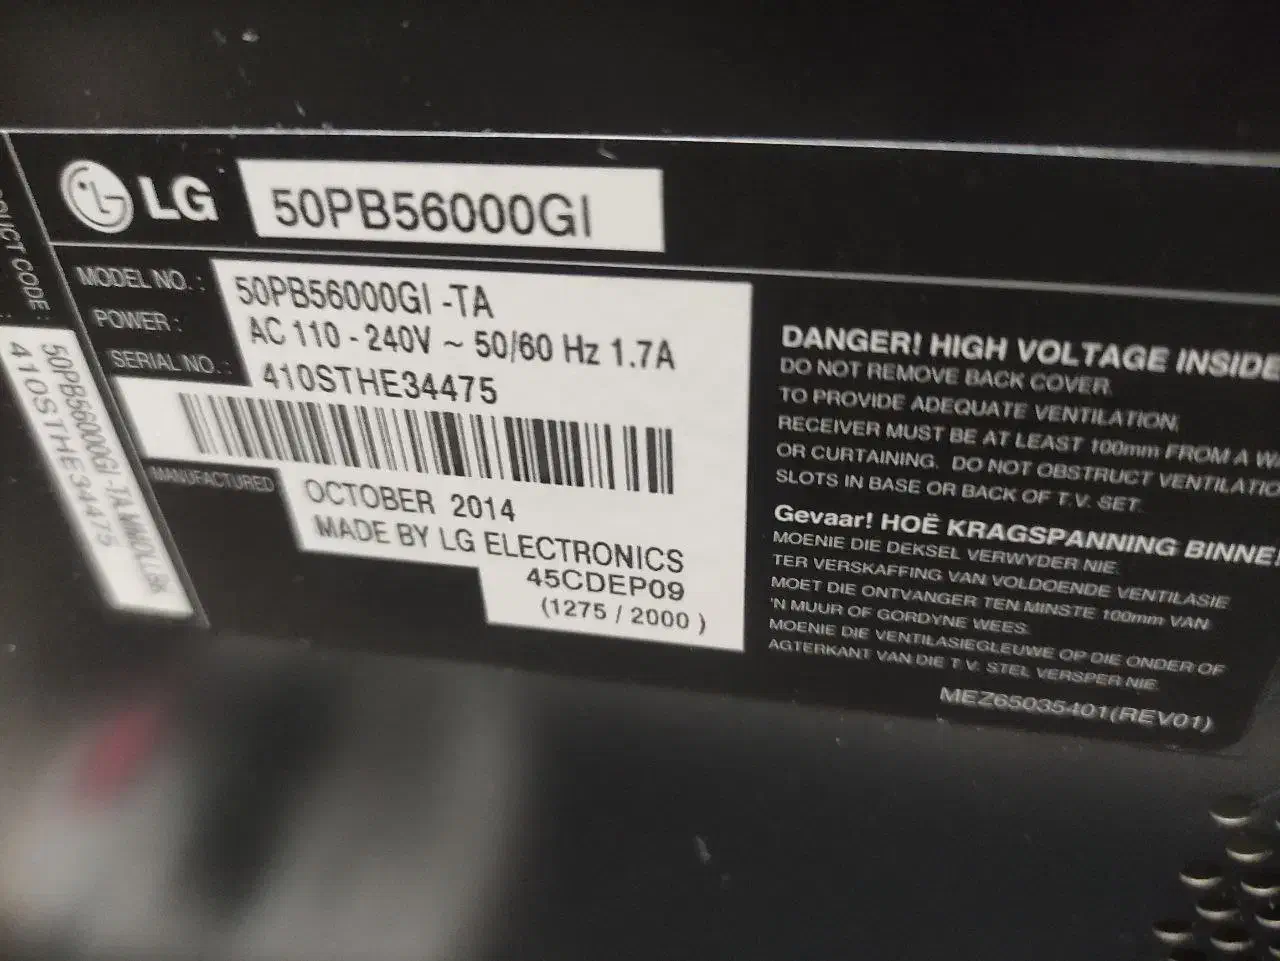 LG 50PB56000GI
MODEL NO. : 50PB56000GI -TA
POWER : AC 110 - 240V ~ 50/60 Hz 1.7A
SERIAL NO. : 410STHE34475
MANUFACTURED OCTOBER 2014
MADE BY LG ELECTRONICS
45CDEP09
(1275 / 2000 )
DANGER! HIGH VOLTAGE INSIDE
DO NOT REMOVE BACK COVER.
TO PROVIDE ADEQUATE VENTILATION,
RECEIVER MUST BE AT LEAST 100mm FROM A
OR CURTAINING. DO NOT OBSTRUCT
SLOTS IN BASE OR BACK OF T.V. SET.
Gevaar! HOË KRAGSPANNING
MOENIE DIE DEKSEL VERWYDER NIE.
TER VERSKAFFING VAN VOLDOENDE VENTILASIE
MOET DIE ONTVANGER TEN MINSTE 100mm VAN
'N MUUR OF GORDYNE WEES.
MOENIE DIE VENTILASIEGLEUWE OP DIE ONDER OF
AGTERKANT VAN DIE T.V. STEL VERSPER NIE.
MEZ65035401(REV01)
CODE :
50PB56000GI -TA
410STHE34475